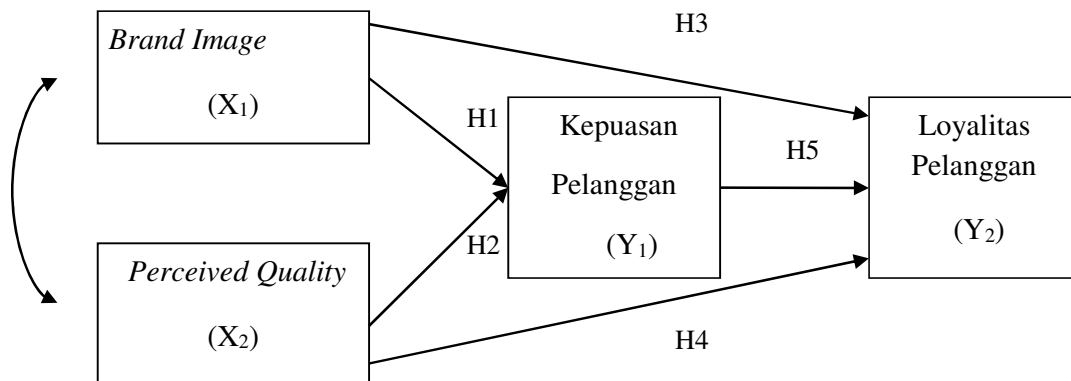 Brand Image
(X₁)
H3
H1
Kepuasan
Pelanggan
(Y₁)
H5
Loyalitas
Pelanggan
(Y₂)
H2
Perceived Quality
(X₂)
H4